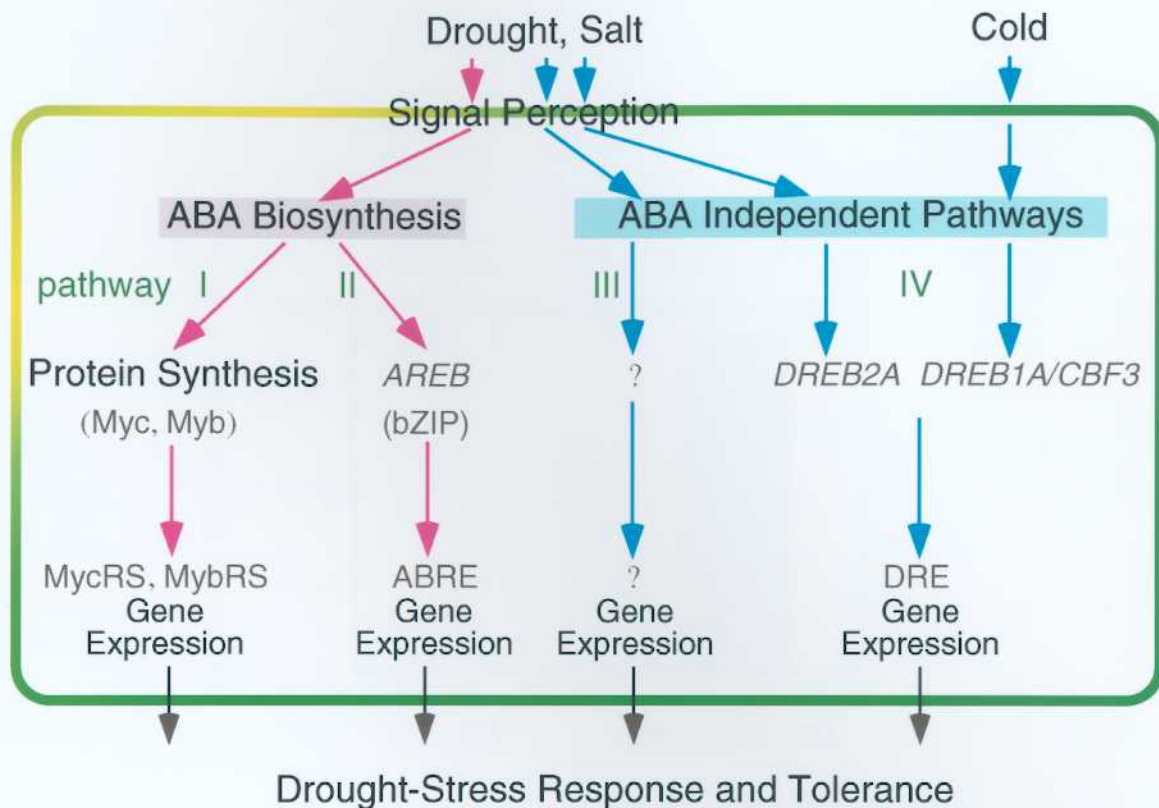 Drought, Salt
Cold
Signal Perception
ABA Biosynthesis
ABA Independent Pathways
pathway I
II
III
IV
Protein Synthesis
(Myc, Myb)
AREB
(bZIP)
?
DREB2A
DREB1A/CBF3
MycRS, MybRS
Gene
Expression
ABRE
Gene
Expression
?
Gene
Expression
DRE
Gene
Expression
Drought-Stress Response and Tolerance